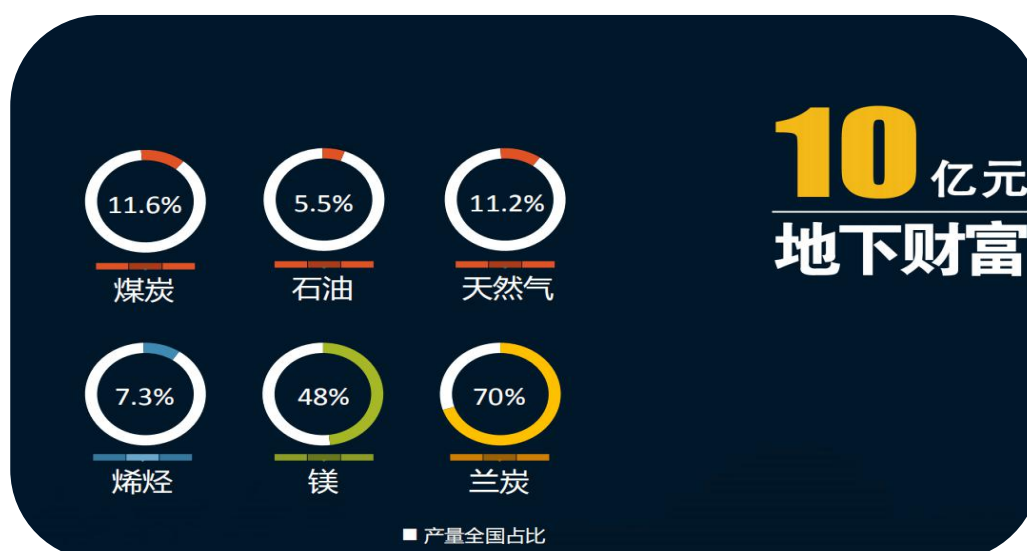 11.6%
5.5%
11.2%
煤炭
石油
天然气
7.3%
48%
70%
烯烃
镁
兰炭
产量全国占比
10亿元
地下财富